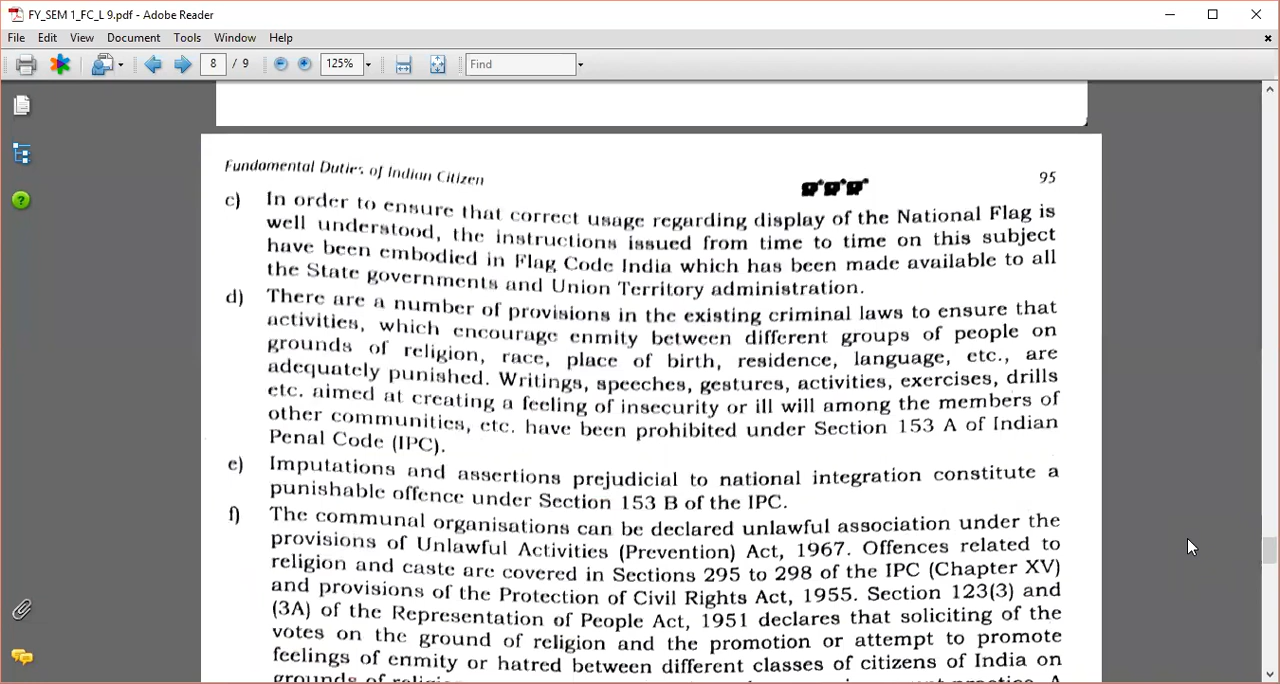 FY_SEM 1_FC_L 9.pdf - Adobe Reader
File Edit View Document Tools Window Help
8 / 9 125% Find
Fundamental Duties of Indian Citizen 95
c) In order to ensure that correct usage regarding display of the National Flag is
well understood, the instructions issued from time to time on this subject
have been embodied in Flag Code India which has been made available to all
the State governments and Union Territory administration.
d) There are a number of provisions in the existing criminal laws to ensure that
activities, which encourage enmity between different groups of people on
grounds of religion, race, place of birth, residence, language, etc., are
adequately punished. Writings, speeches, gestures, activities, exercises, drills
etc. aimed at creating a feeling of insecurity or ill will among the members of
other communities, etc. have been prohibited under Section 153 A of Indian
Penal Code (IPC).
e) Imputations and assertions prejudicial to national integration constitute a
punishable offence under Section 153 B of the IPC.
f) The communal organisations can be declared unlawful association under the
provisions of Unlawful Activities (Prevention) Act, 1967. Offences related to
religion and caste are covered in Sections 295 to 298 of the IPC (Chapter XV)
and provisions of the Protection of Civil Rights Act, 1955. Section 123(3) and
(3A) of the Representation of People Act, 1951 declares that soliciting of the
votes on the ground of religion and the promotion or attempt to promote
feelings of enmity or hatred between different classes of citizens of India on